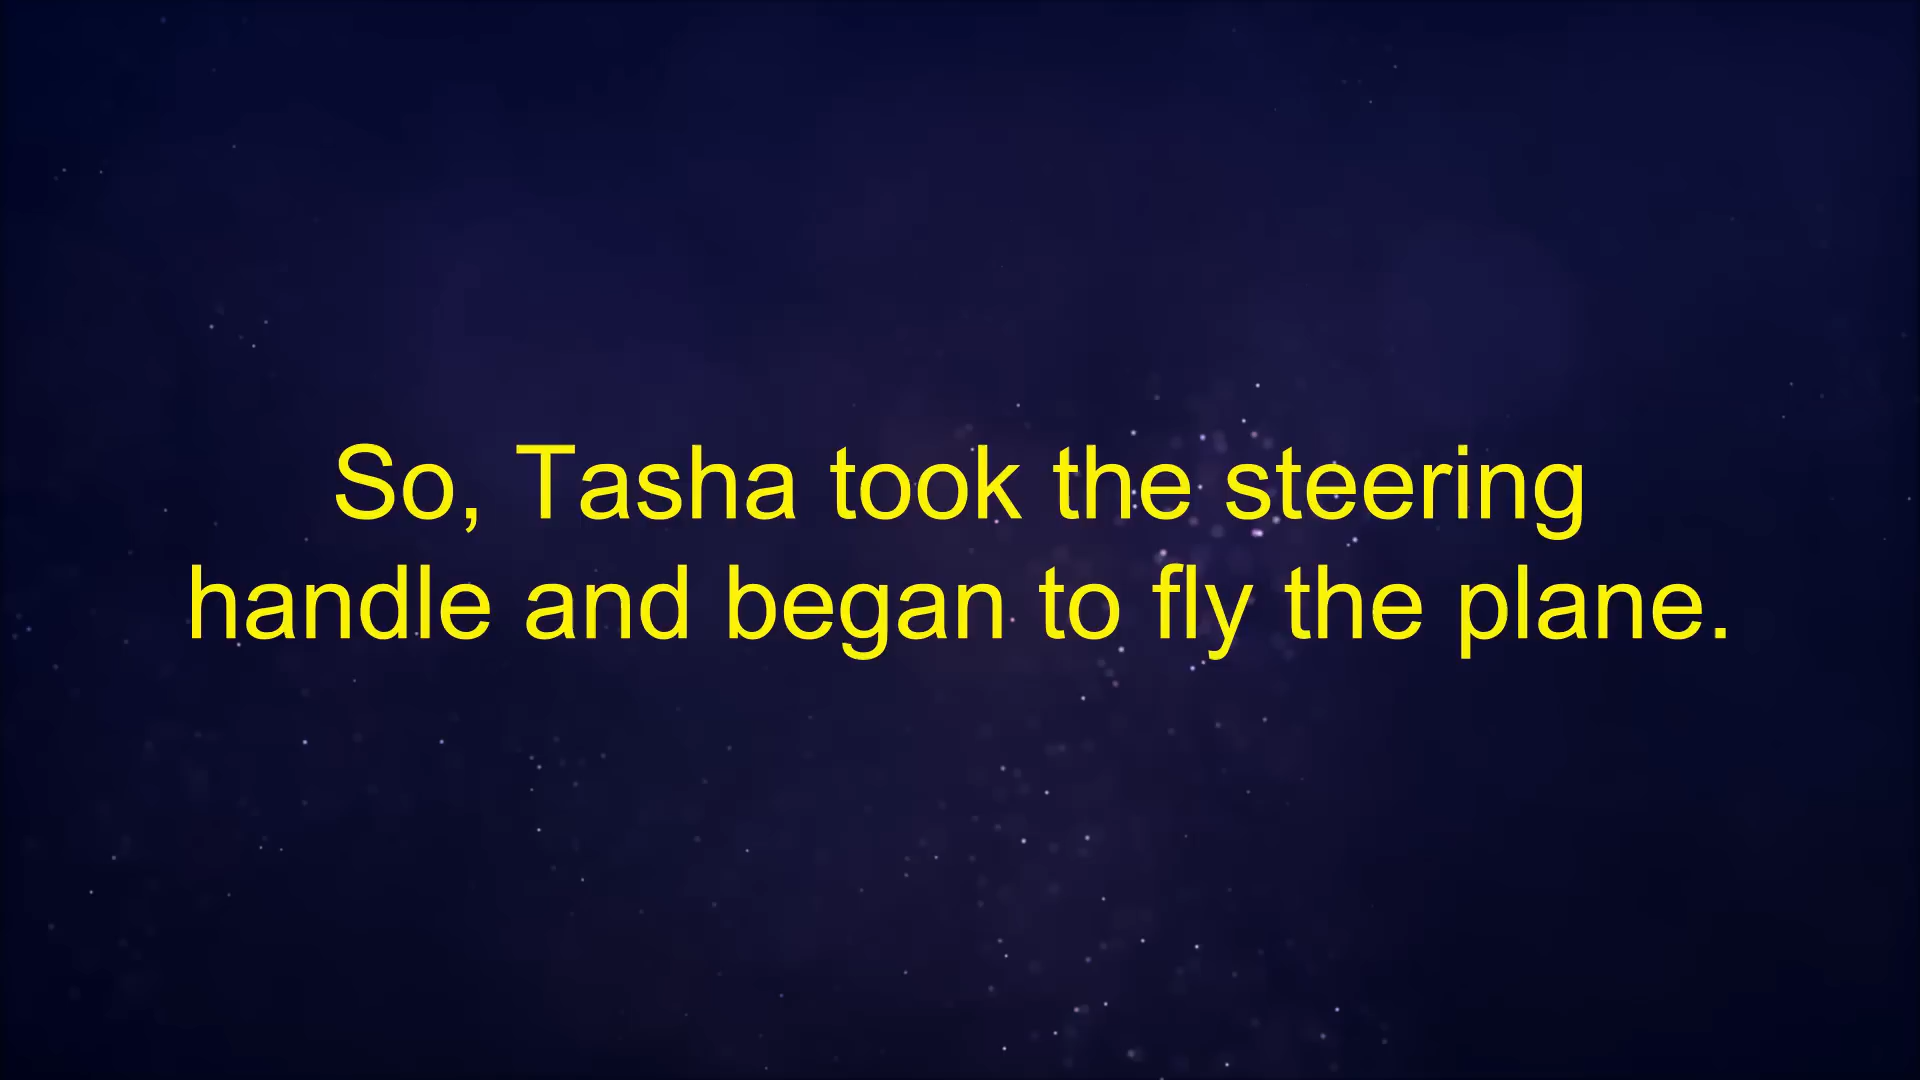 So, Tasha took the steering
handle and began to fly the plane.